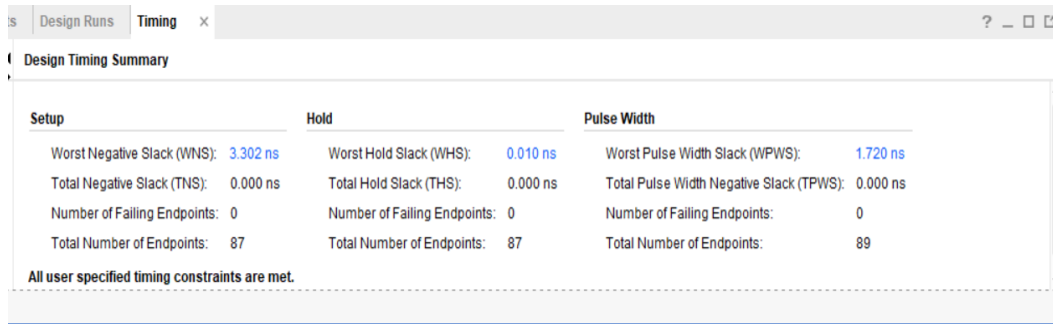 Design Runs Timing × ?
Design Timing Summary
Setup Hold Pulse Width
Worst Negative Slack (WNS): 3.302 ns Worst Hold Slack (WHS): 0.010 ns Worst Pulse Width Slack (WPWS): 1.720 ns
Total Negative Slack (TNS): 0.000 ns Total Hold Slack (THS): 0.000 ns Total Pulse Width Negative Slack (TPWS): 0.000 ns
Number of Failing Endpoints: 0 Number of Failing Endpoints: 0 Number of Failing Endpoints: 0
Total Number of Endpoints: 87 Total Number of Endpoints: 87 Total Number of Endpoints: 89
All user specified timing constraints are met.